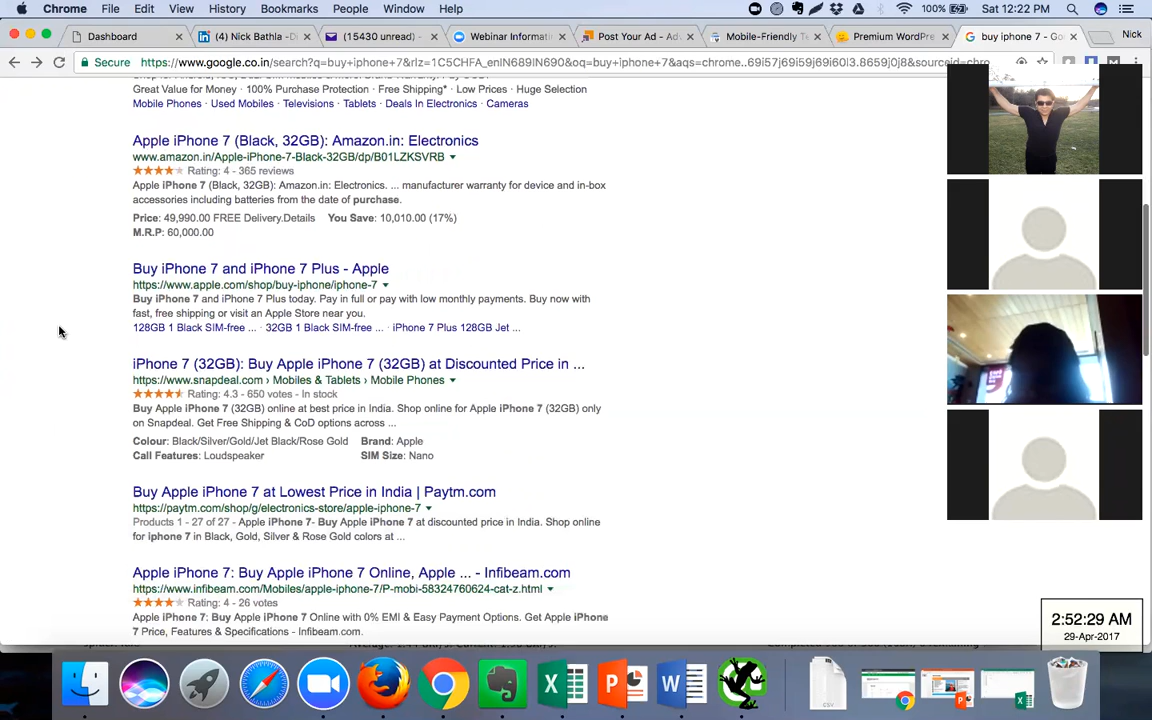 Chrome File Edit View History Bookmarks People Window Help 100% Sat 12:22 PM
Dashboard (4) Nick Bathla - (15430 unread) - Webinar Informati Post Your Ad - Adv Mobile-Friendly Te Premium WordPre buy iphone 7 - Go Nick
Secure https://www.google.co.in/search?q=buy+iphone+7&rlz=1C5CHFA_enIN689IN690&oq=buy+iphone+7&aqs=chrome..69i57j69i60l3.8659j0j8&sourceid=chro
Great Value for Money · 100% Purchase Protection · Free Shipping* · Low Prices · Huge Selection
Mobile Phones · Used Mobiles · Televisions · Tablets · Deals In Electronics · Cameras
Apple iPhone 7 (Black, 32GB): Amazon.in: Electronics
www.amazon.in/Apple-iPhone-7-Black-32GB/dp/B01LZKSVRB
Rating: 4 - 365 reviews
Apple iPhone 7 (Black, 32GB): Amazon.in: Electronics. ... manufacturer warranty for device and in-box
accessories including batteries from the date of purchase.
Price: 49,990.00 FREE Delivery.Details You Save: 10,010.00 (17%)
M.R.P: 60,000.00
Buy iPhone 7 and iPhone 7 Plus - Apple
https://www.apple.com/shop/buy-iphone/iphone-7
Buy iPhone 7 and iPhone 7 Plus today. Pay in full or pay with low monthly payments. Buy now with
fast, free shipping or visit an Apple Store near you.
128GB 1 Black SIM-free ... · 32GB 1 Black SIM-free ... · iPhone 7 Plus 128GB Jet ...
iPhone 7 (32GB): Buy Apple iPhone 7 (32GB) at Discounted Price in ...
https://www.snapdeal.com › Mobiles & Tablets › Mobile Phones
Rating: 4.3 - 650 votes - In stock
Buy Apple iPhone 7 (32GB) online at best price in India. Shop online for Apple iPhone 7 (32GB) only
on Snapdeal. Get Free Shipping & CoD options across ...
Colour: Black/Silver/Gold/Jet Black/Rose Gold Brand: Apple
Call Features: Loudspeaker SIM Size: Nano
Buy Apple iPhone 7 at Lowest Price in India | Paytm.com
https://paytm.com/shop/g/electronics-store/apple-iphone-7
Products 1 - 27 of 27 - Apple iPhone 7- Buy Apple iPhone 7 at discounted price in India. Shop online
for iphone 7 in Black, Gold, Silver & Rose Gold colors at ...
Apple iPhone 7: Buy Apple iPhone 7 Online, Apple ... - Infibeam.com
https://www.infibeam.com/Mobiles/apple-iphone-7/P-mobi-58324760624-cat-z.html
Rating: 4 - 26 votes
Apple iPhone 7: Buy Apple iPhone 7 Online with 0% EMI & Easy Payment Options. Get Apple iPhone
7 Price, Features & Specifications - Infibeam.com.
2:52:29 AM
29-Apr-2017